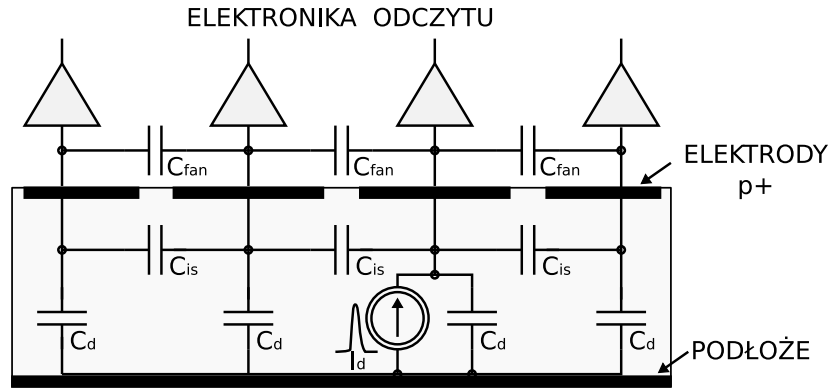 ELEKTRONIKA ODCZYTU
Cfan
Cfan
Cfan
ELEKTRODY
p+
Cis
Cis
Cis
Cd
Cd
Id
Cd
Cd
PODŁOŻE